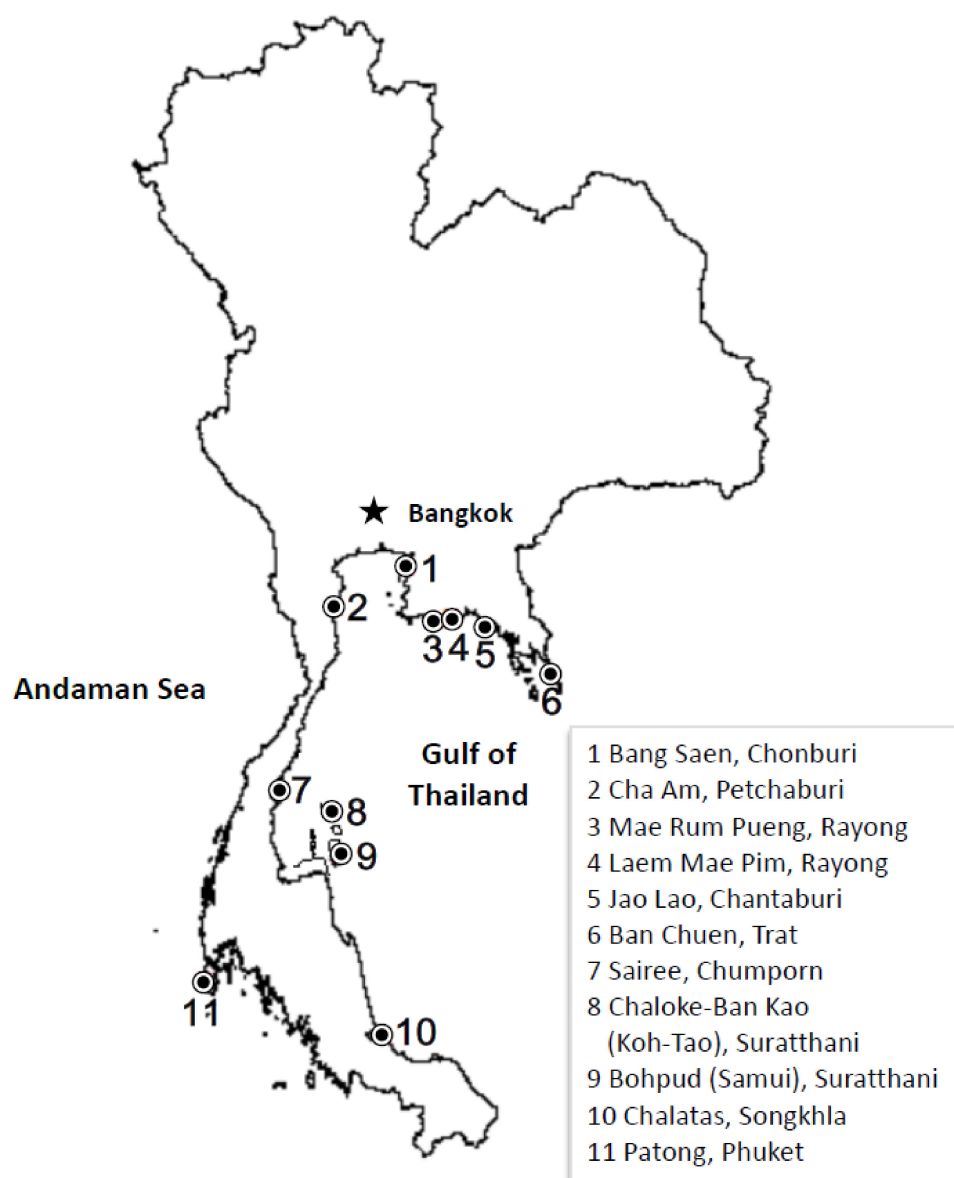 Bangkok
1
2
3
4
5
6
Andaman Sea
Gulf of
Thailand
7
8
9
10
11
1 Bang Saen, Chonburi
2 Cha Am, Petchaburi
3 Mae Rum Pueng, Rayong
4 Laem Mae Pim, Rayong
5 Jao Lao, Chantaburi
6 Ban Chuen, Trat
7 Sairee, Chumporn
8 Chaloke-Ban Kao
(Koh-Tao), Suratthani
9 Bohpud (Samui), Suratthani
10 Chalatas, Songkhla
11 Patong, Phuket